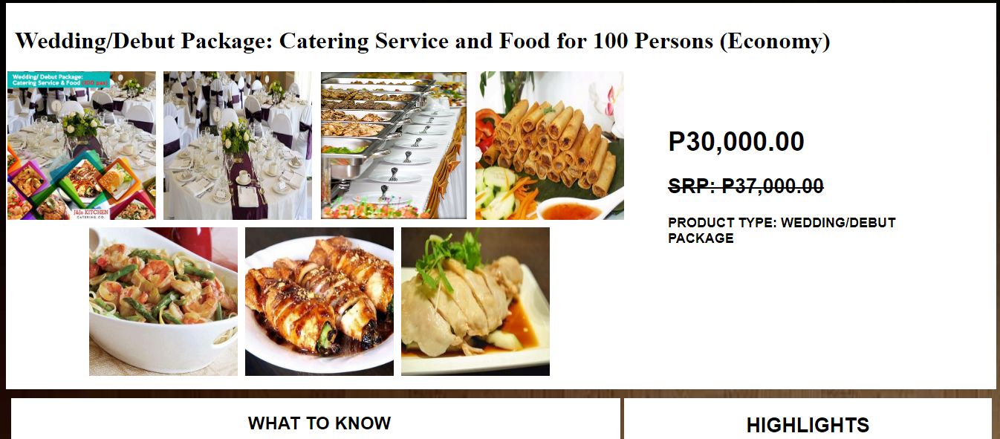 Wedding/Debut Package: Catering Service and Food for 100 Persons (Economy)
Wedding/ Debut Package:
Catering Service & Food (100 pax)
J&Js KITCHEN
CATERING CO.
P30,000.00
SRP: P37,000.00
PRODUCT TYPE: WEDDING/DEBUT
PACKAGE
WHAT TO KNOW
HIGHLIGHTS